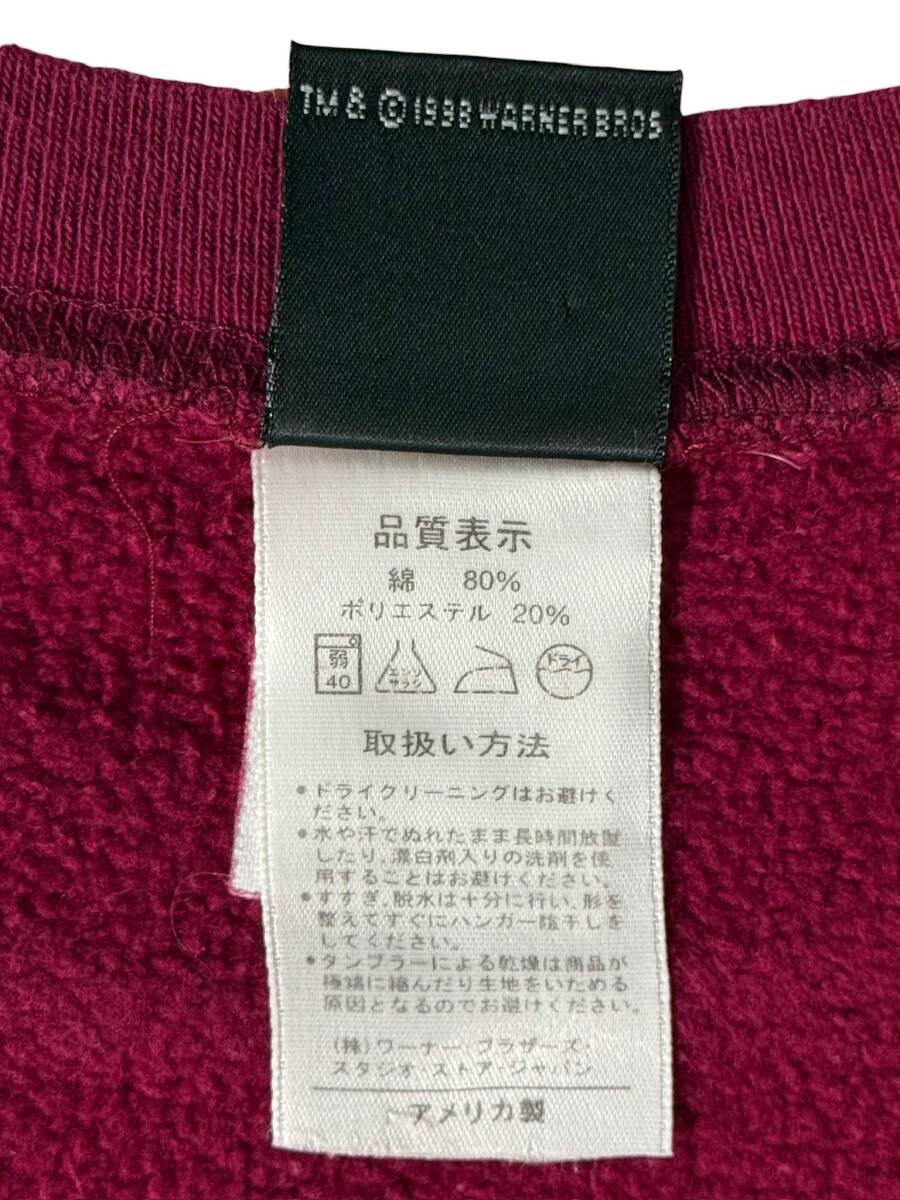 TM & © 1998 WARNER BROS
品質表示
綿 80%
ポリエステル 20%
弱
40
エンソ
サラシ
ドライ
取扱い方法
●ドライクリーニングはお避けく
ださい。
●水や汗でぬれたまま長時間放置
したり、漂白剤入りの洗剤を使
用することはお避けください。
●すすぎ、脱水は十分に行い、形を
整えてすぐにハンガー陰干しを
してください。
●タンブラーによる乾燥は商品が
極端に縮んだり生地をいためる
原因となるのでお避けください。
(株)ワーナー・ブラザーズ・
スタジオ・ストア・ジャパン
アメリカ製